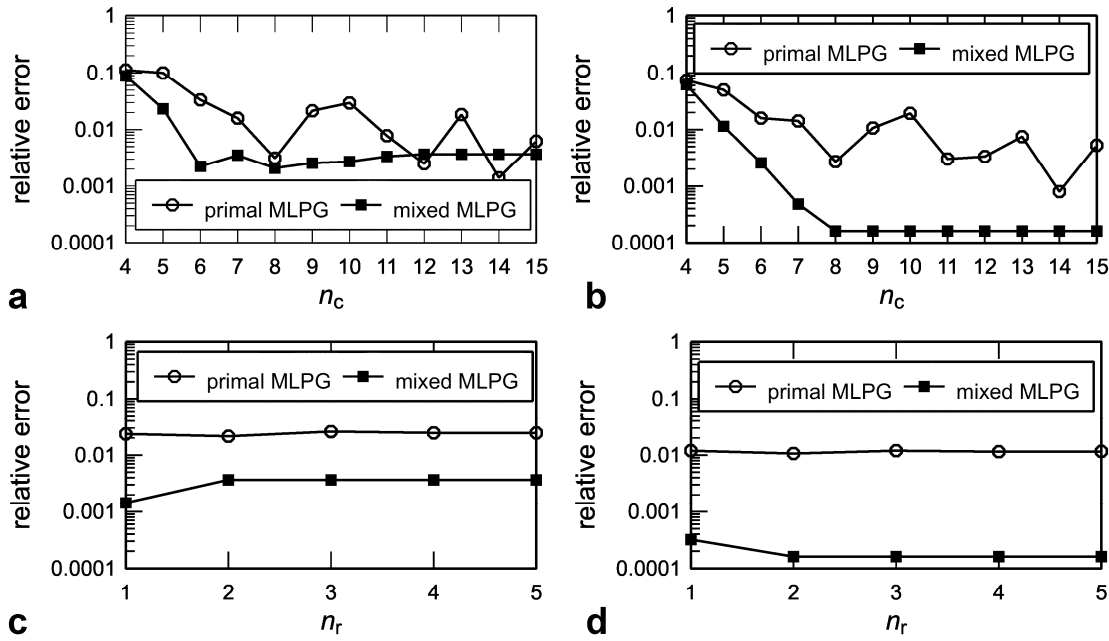 1
0.1
0.01
0.001
0.0001
relative error
primal MLPG mixed MLPG
4 5 6 7 8 9 10 11 12 13 14 15
n_c
a
1
0.1
0.01
0.001
0.0001
relative error
primal MLPG mixed MLPG
4 5 6 7 8 9 10 11 12 13 14 15
n_c
b
1
0.1
0.01
0.001
0.0001
relative error
primal MLPG mixed MLPG
1 2 3 4 5
n_r
c
1
0.1
0.01
0.001
0.0001
relative error
primal MLPG mixed MLPG
1 2 3 4 5
n_r
d